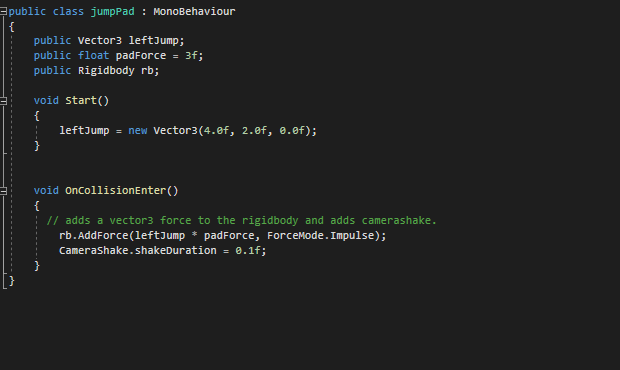 public class jumpPad : MonoBehaviour
{
    public Vector3 leftJump;
    public float padForce = 3f;
    public Rigidbody rb;

    void Start()
    {
        leftJump = new Vector3(4.0f, 2.0f, 0.0f);
    }


    void OnCollisionEnter()
    {
      // adds a vector3 force to the rigidbody and adds camerashake.
        rb.AddForce(leftJump * padForce, ForceMode.Impulse);
        CameraShake.shakeDuration = 0.1f;
    }
}